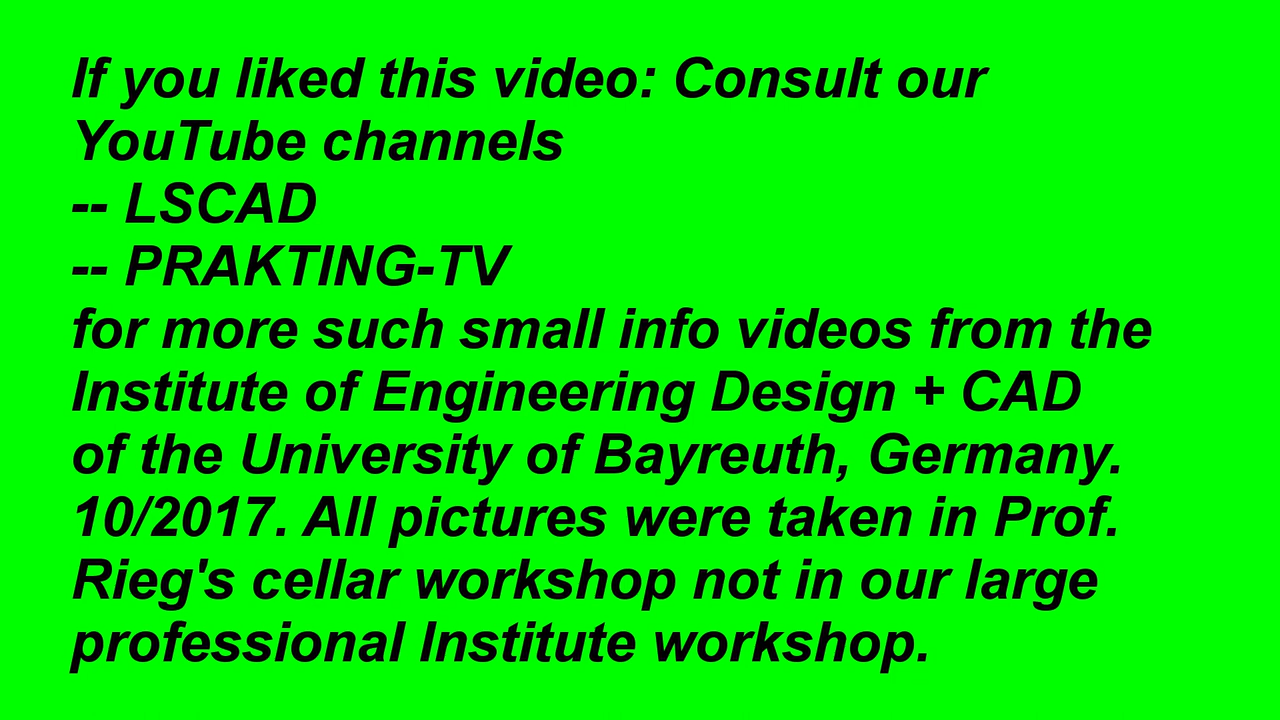 If you liked this video: Consult our
YouTube channels
-- LSCAD
-- PRAKTING-TV
for more such small info videos from the
Institute of Engineering Design + CAD
of the University of Bayreuth, Germany.
10/2017. All pictures were taken in Prof.
Rieg's cellar workshop not in our large
professional Institute workshop.